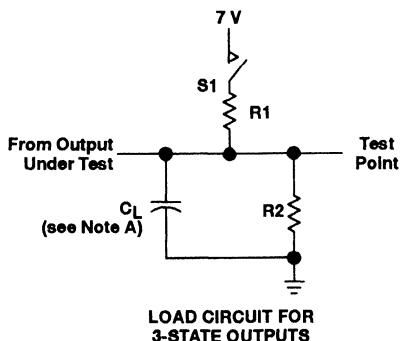 7 V
S1
R1
From Output
Under Test
Test
Point
CL
(see Note A)
R2
LOAD CIRCUIT FOR
3-STATE OUTPUTS